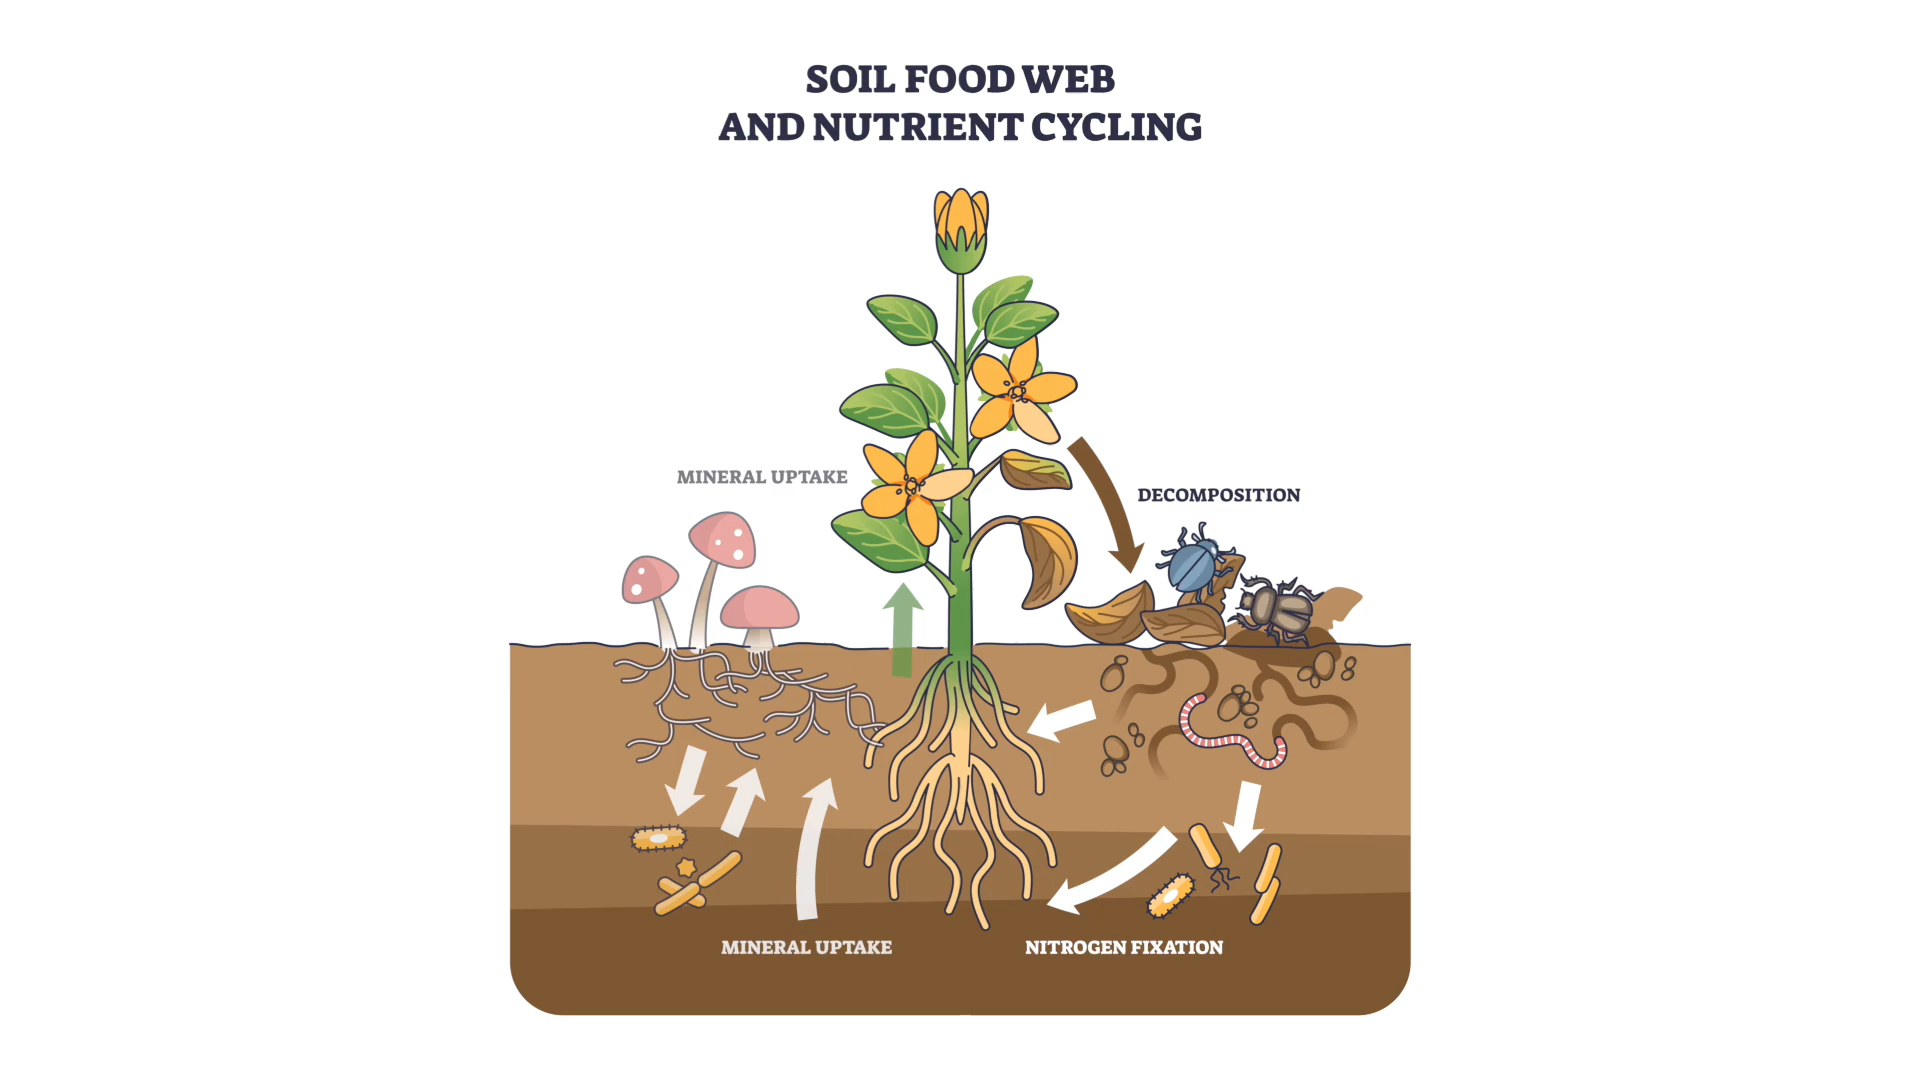 SOIL FOOD WEB
AND NUTRIENT CYCLING
MINERAL UPTAKE
DECOMPOSITION
MINERAL UPTAKE
NITROGEN FIXATION